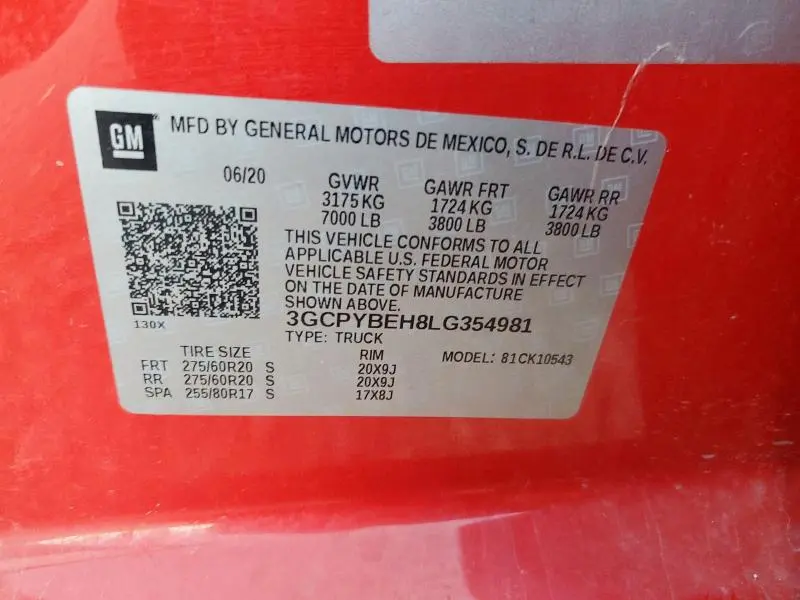 GM MFD BY GENERAL MOTORS DE MEXICO, S. DE R.L. DE C.V.
06/20 GVWR GAWR FRT GAWR RR
3175 KG 1724 KG 1724 KG
7000 LB 3800 LB 3800 LB
THIS VEHICLE CONFORMS TO ALL
APPLICABLE U.S. FEDERAL MOTOR
VEHICLE SAFETY STANDARDS IN EFFECT
ON THE DATE OF MANUFACTURE
SHOWN ABOVE.
130X 3GCPYBEH8LG354981
TYPE: TRUCK
TIRE SIZE RIM MODEL: 81CK10543
FRT 275/60R20 S 20X9J
RR 275/60R20 S 20X9J
SPA 255/80R17 S 17X8J